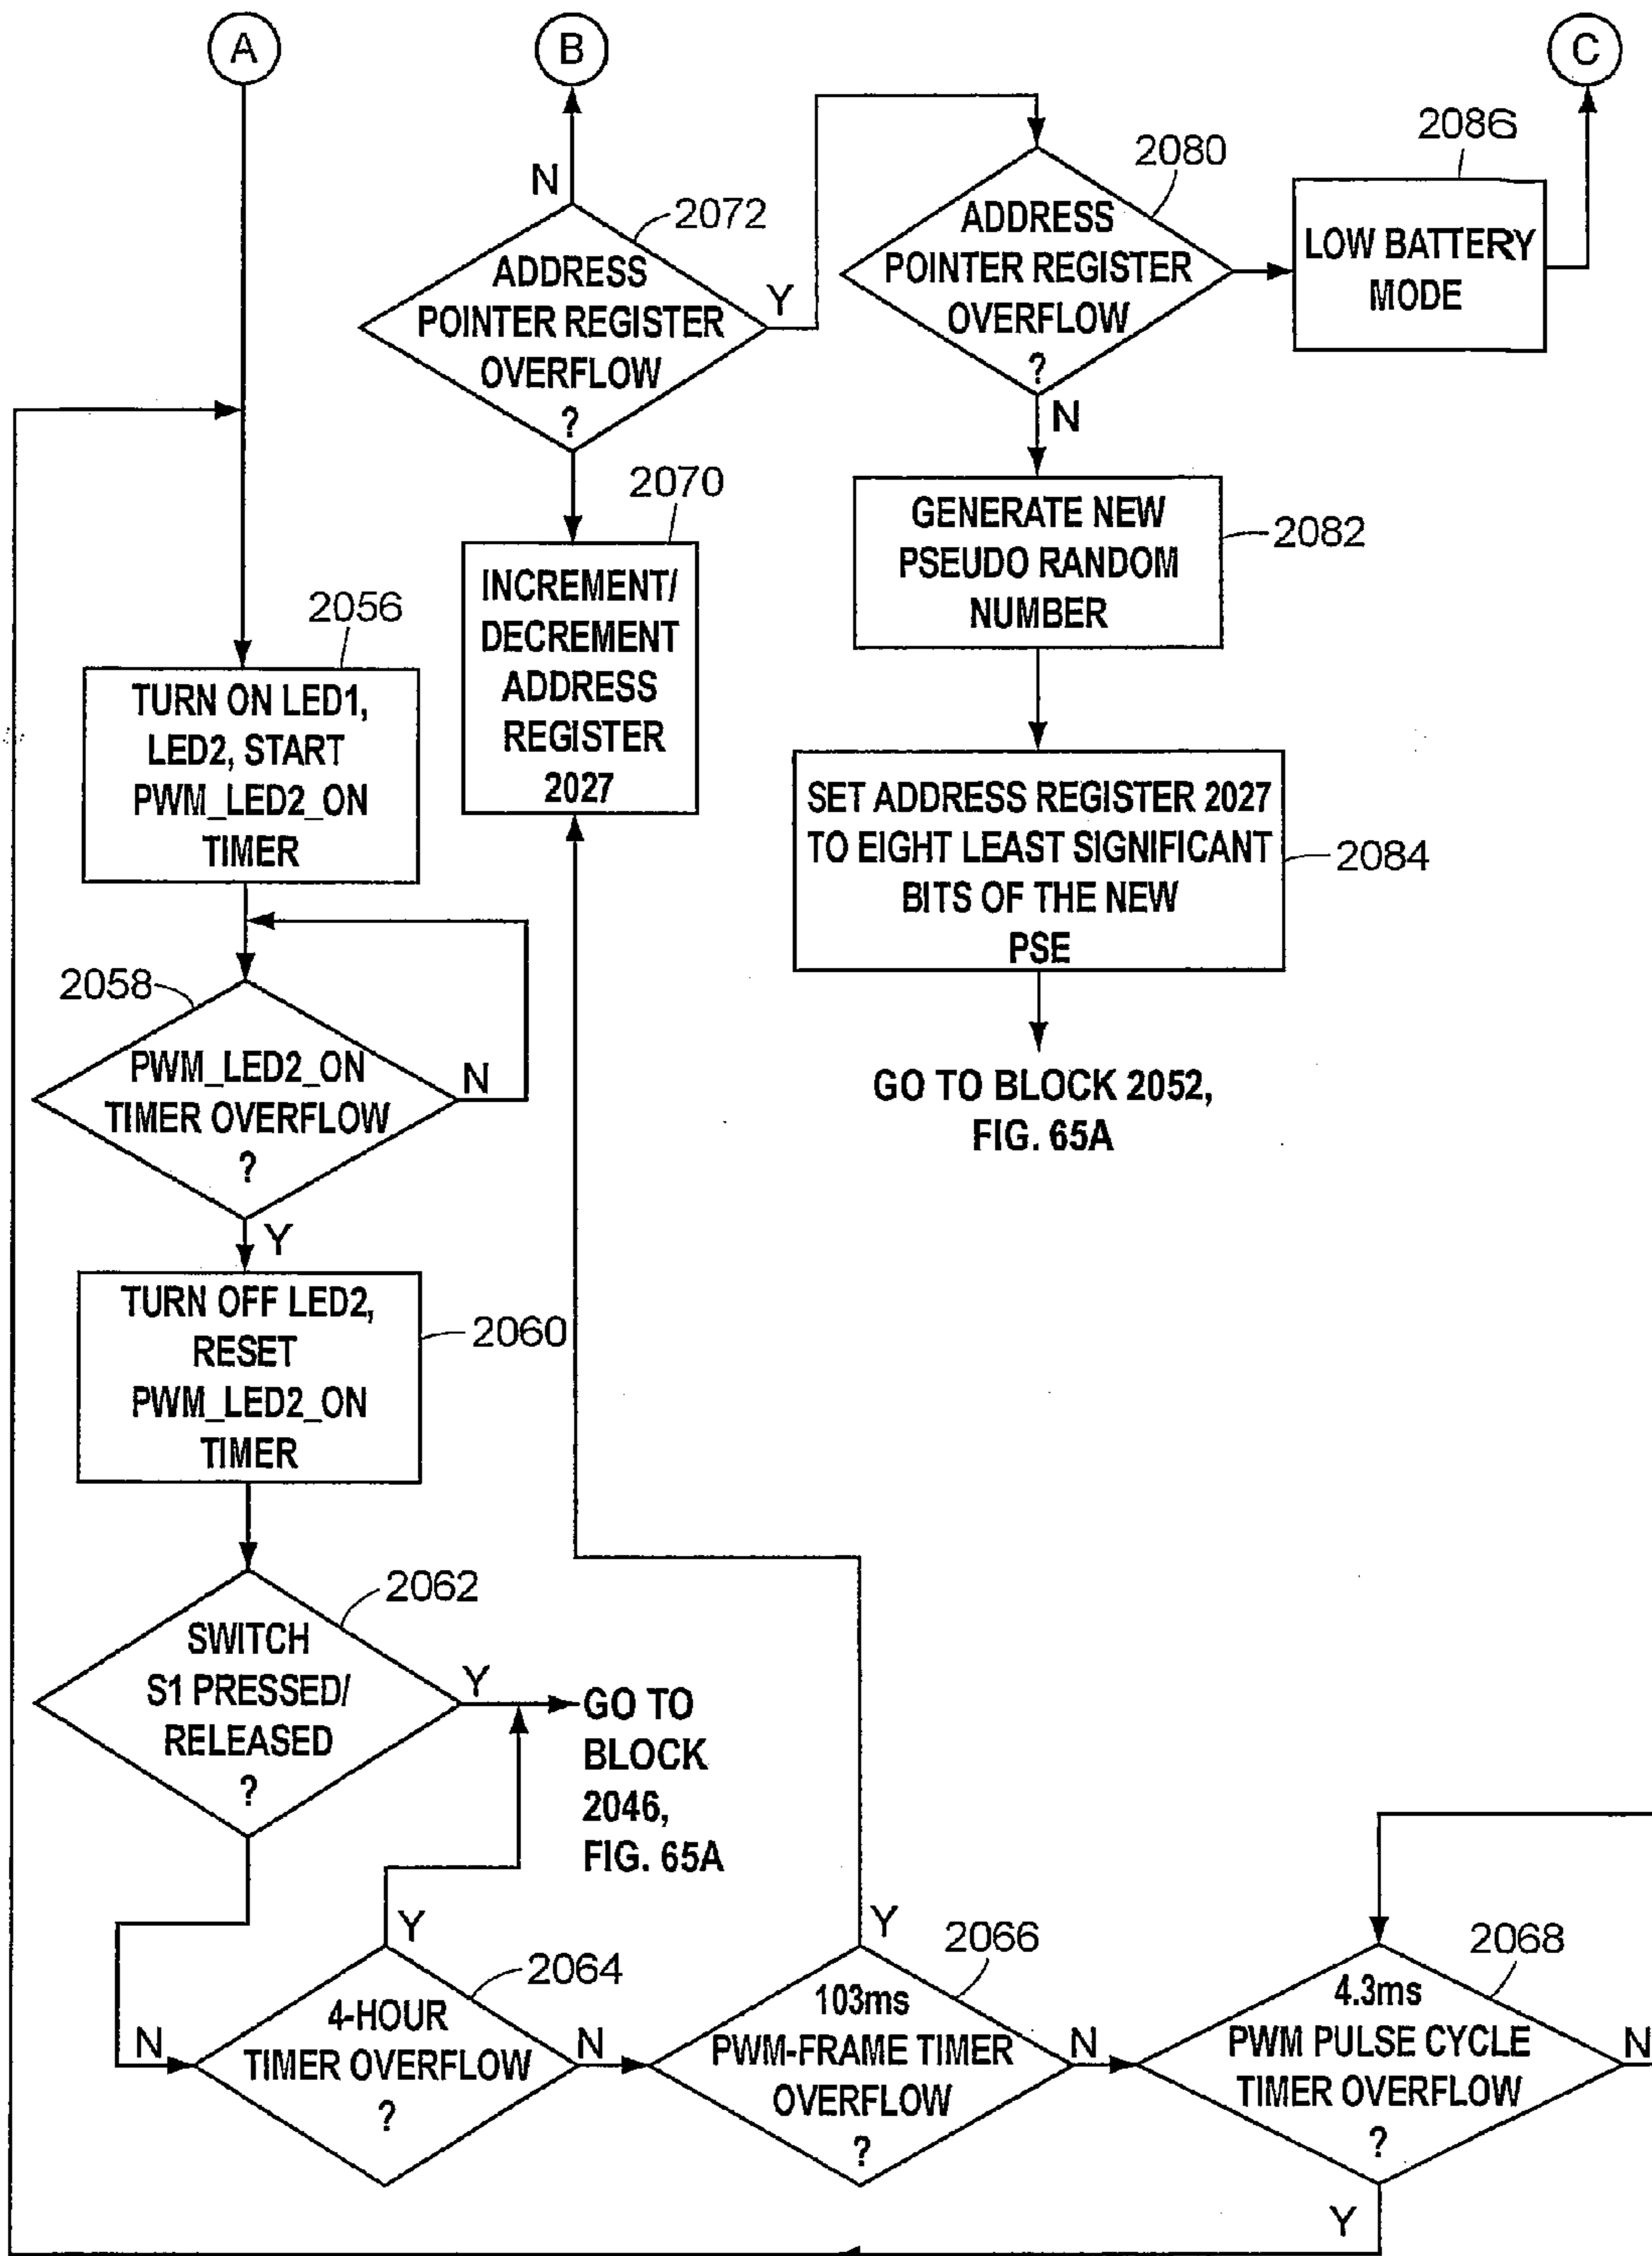 A
B
C
N
2072
ADDRESS
POINTER REGISTER
OVERFLOW
?
Y
2080
ADDRESS
POINTER REGISTER
OVERFLOW
?
N
2086
LOW BATTERY
MODE
2070
INCREMENT/
DECREMENT
ADDRESS
REGISTER
2027
GENERATE NEW
PSEUDO RANDOM
NUMBER
2082
SET ADDRESS REGISTER 2027
TO EIGHT LEAST SIGNIFICANT
BITS OF THE NEW
PSE
2084
GO TO BLOCK 2052,
FIG. 65A
2056
TURN ON LED1,
LED2, START
PWM_LED2_ON
TIMER
2058
PWM_LED2_ON
TIMER OVERFLOW
?
N
Y
TURN OFF LED2,
RESET
PWM_LED2_ON
TIMER
2060
2062
SWITCH
S1 PRESSED/
RELEASED
?
Y
GO TO
BLOCK
2046,
FIG. 65A
N
Y
2064
4-HOUR
TIMER OVERFLOW
?
N
Y
2066
103ms
PWM-FRAME TIMER
OVERFLOW
?
N
2068
4.3ms
PWM PULSE CYCLE
TIMER OVERFLOW
?
N
Y